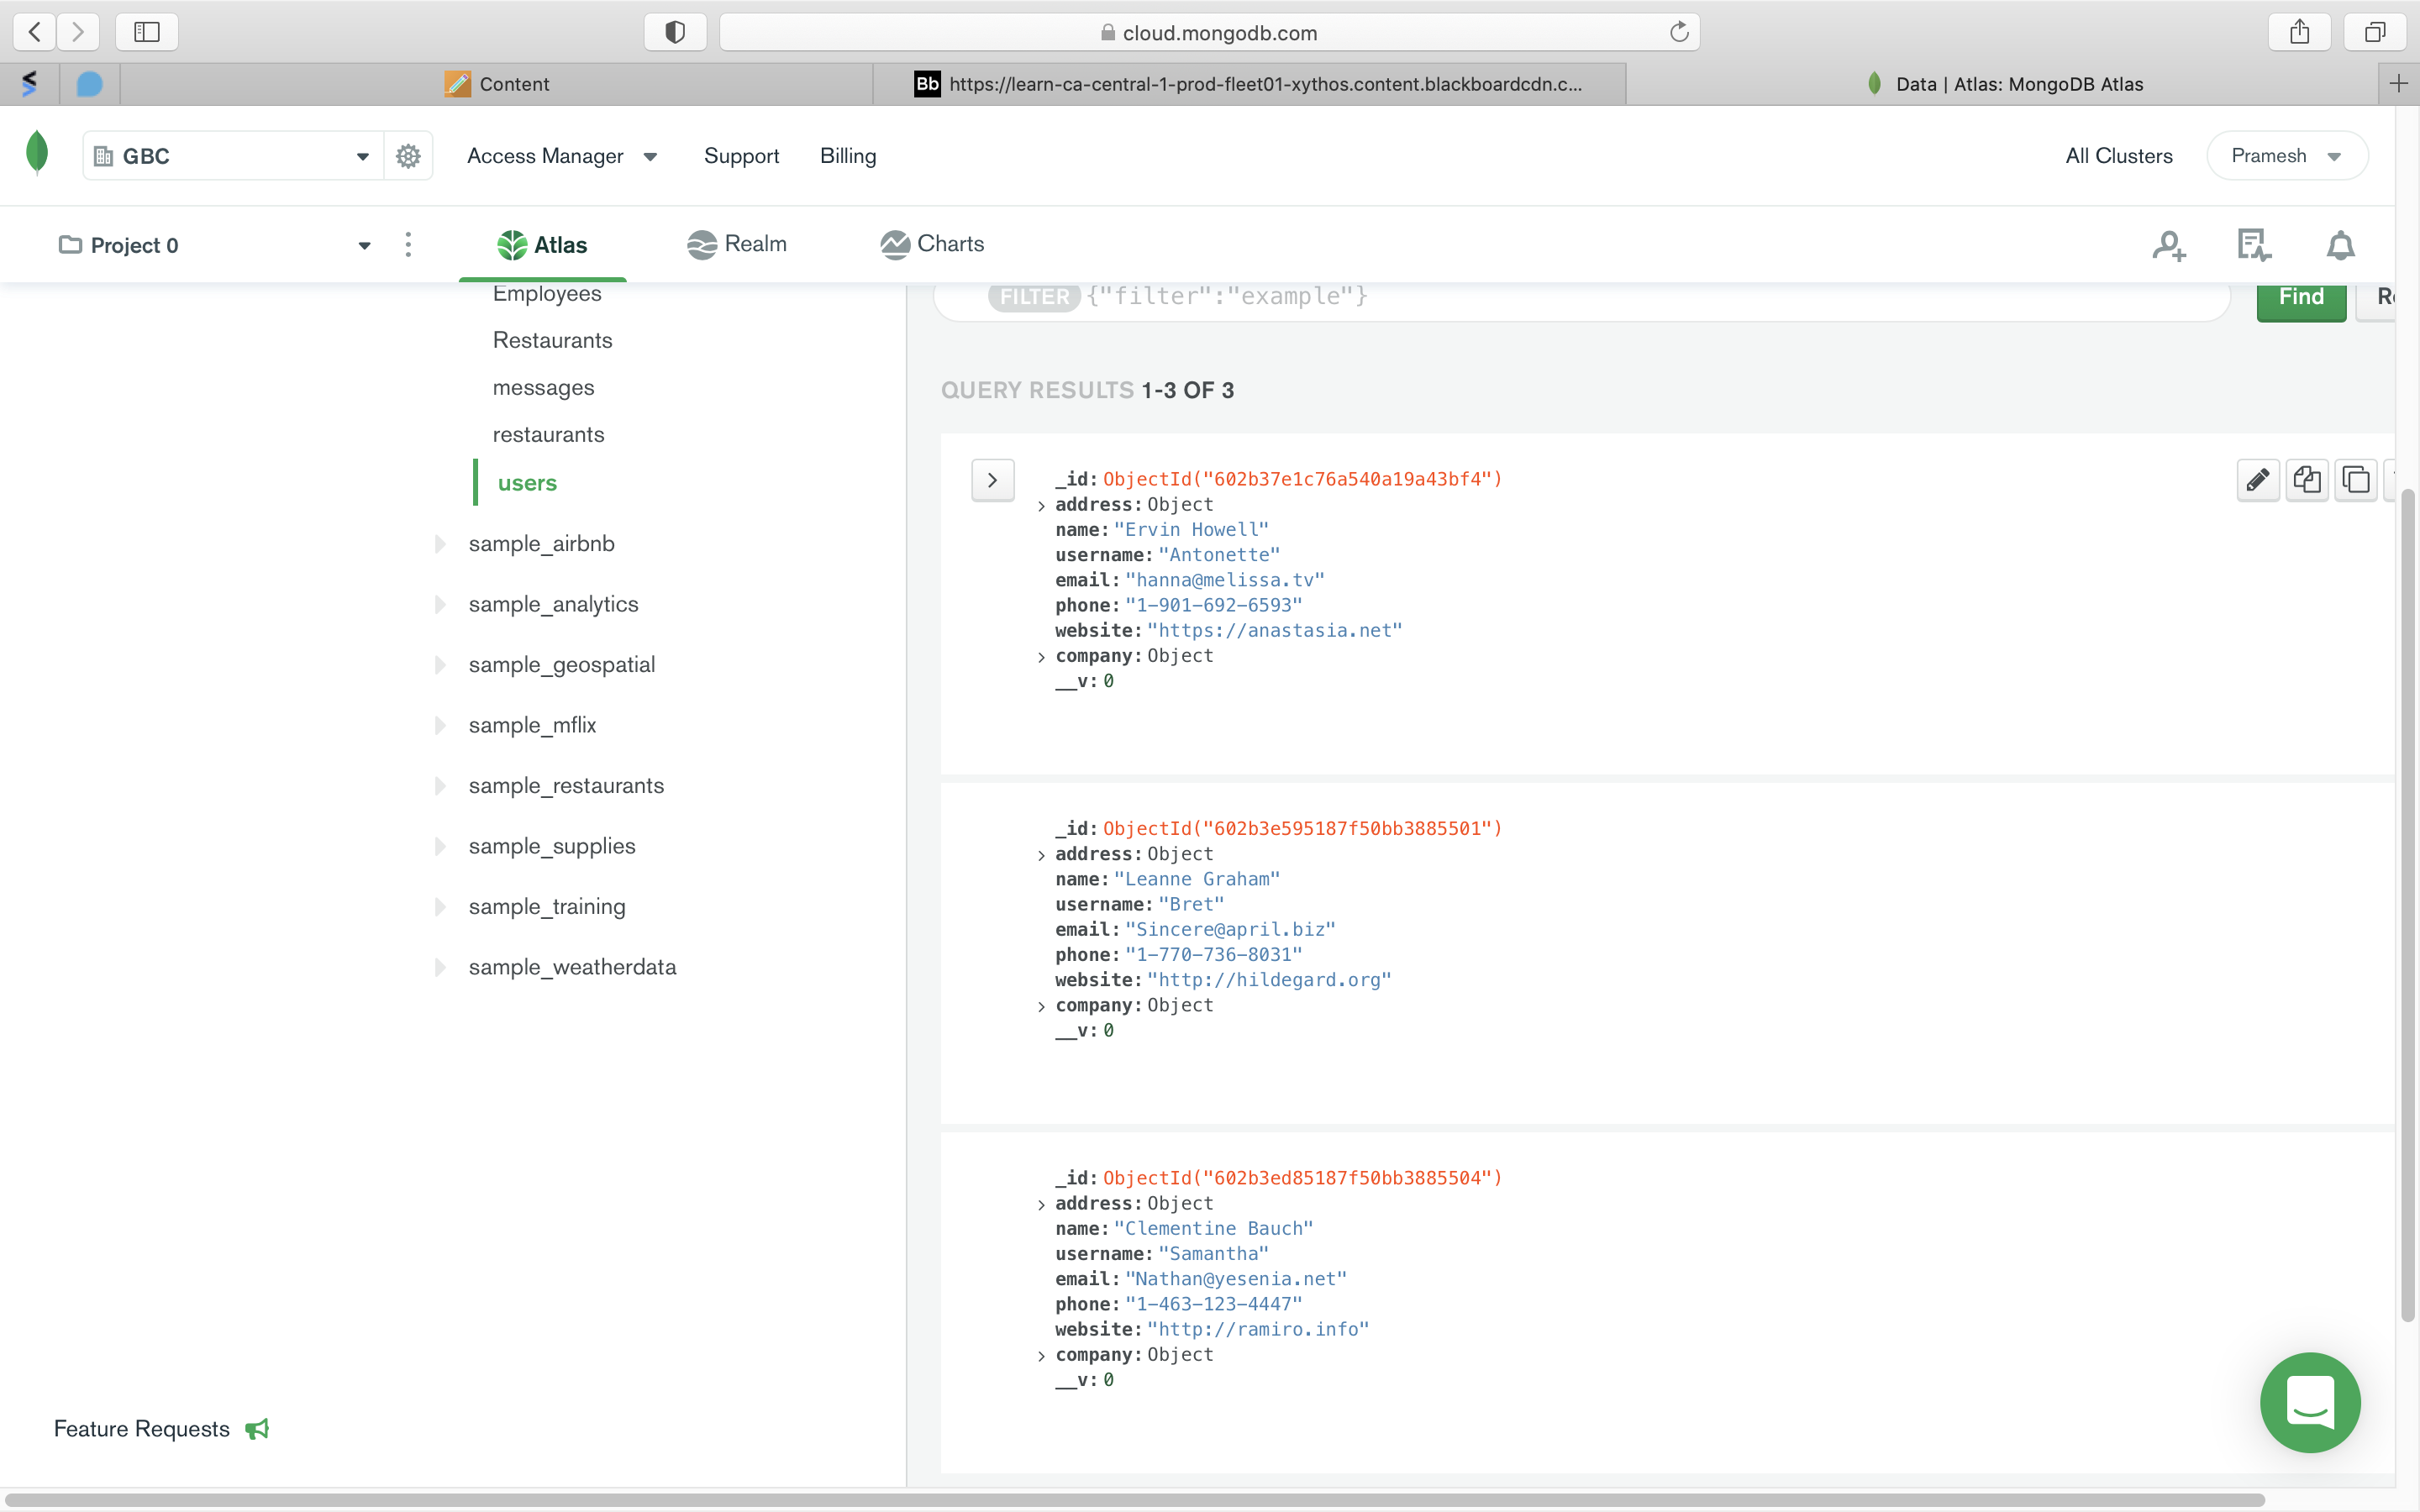 cloud.mongodb.com
Content
Bb https://learn-ca-central-1-prod-fleet01-xythos.content.blackboardcdn.c...
Data | Atlas: MongoDB Atlas
GBC
Access Manager
Support
Billing
All Clusters
Pramesh
Project 0
Atlas
Realm
Charts
Employees
Restaurants
messages
restaurants
users
sample_airbnb
sample_analytics
sample_geospatial
sample_mflix
sample_restaurants
sample_supplies
sample_training
sample_weatherdata
Feature Requests
FILTER {"filter":"example"}
Find
QUERY RESULTS 1-3 OF 3
_id: ObjectId("602b37e1c76a540a19a43bf4")
address: Object
name: "Ervin Howell"
username: "Antonette"
email: "hanna@melissa.tv"
phone: "1-901-692-6593"
website: "https://anastasia.net"
company: Object
__v: 0
_id: ObjectId("602b3e595187f50bb3885501")
address: Object
name: "Leanne Graham"
username: "Bret"
email: "Sincere@april.biz"
phone: "1-770-736-8031"
website: "http://hildegard.org"
company: Object
__v: 0
_id: ObjectId("602b3ed85187f50bb3885504")
address: Object
name: "Clementine Bauch"
username: "Samantha"
email: "Nathan@yesenia.net"
phone: "1-463-123-4447"
website: "http://ramiro.info"
company: Object
__v: 0